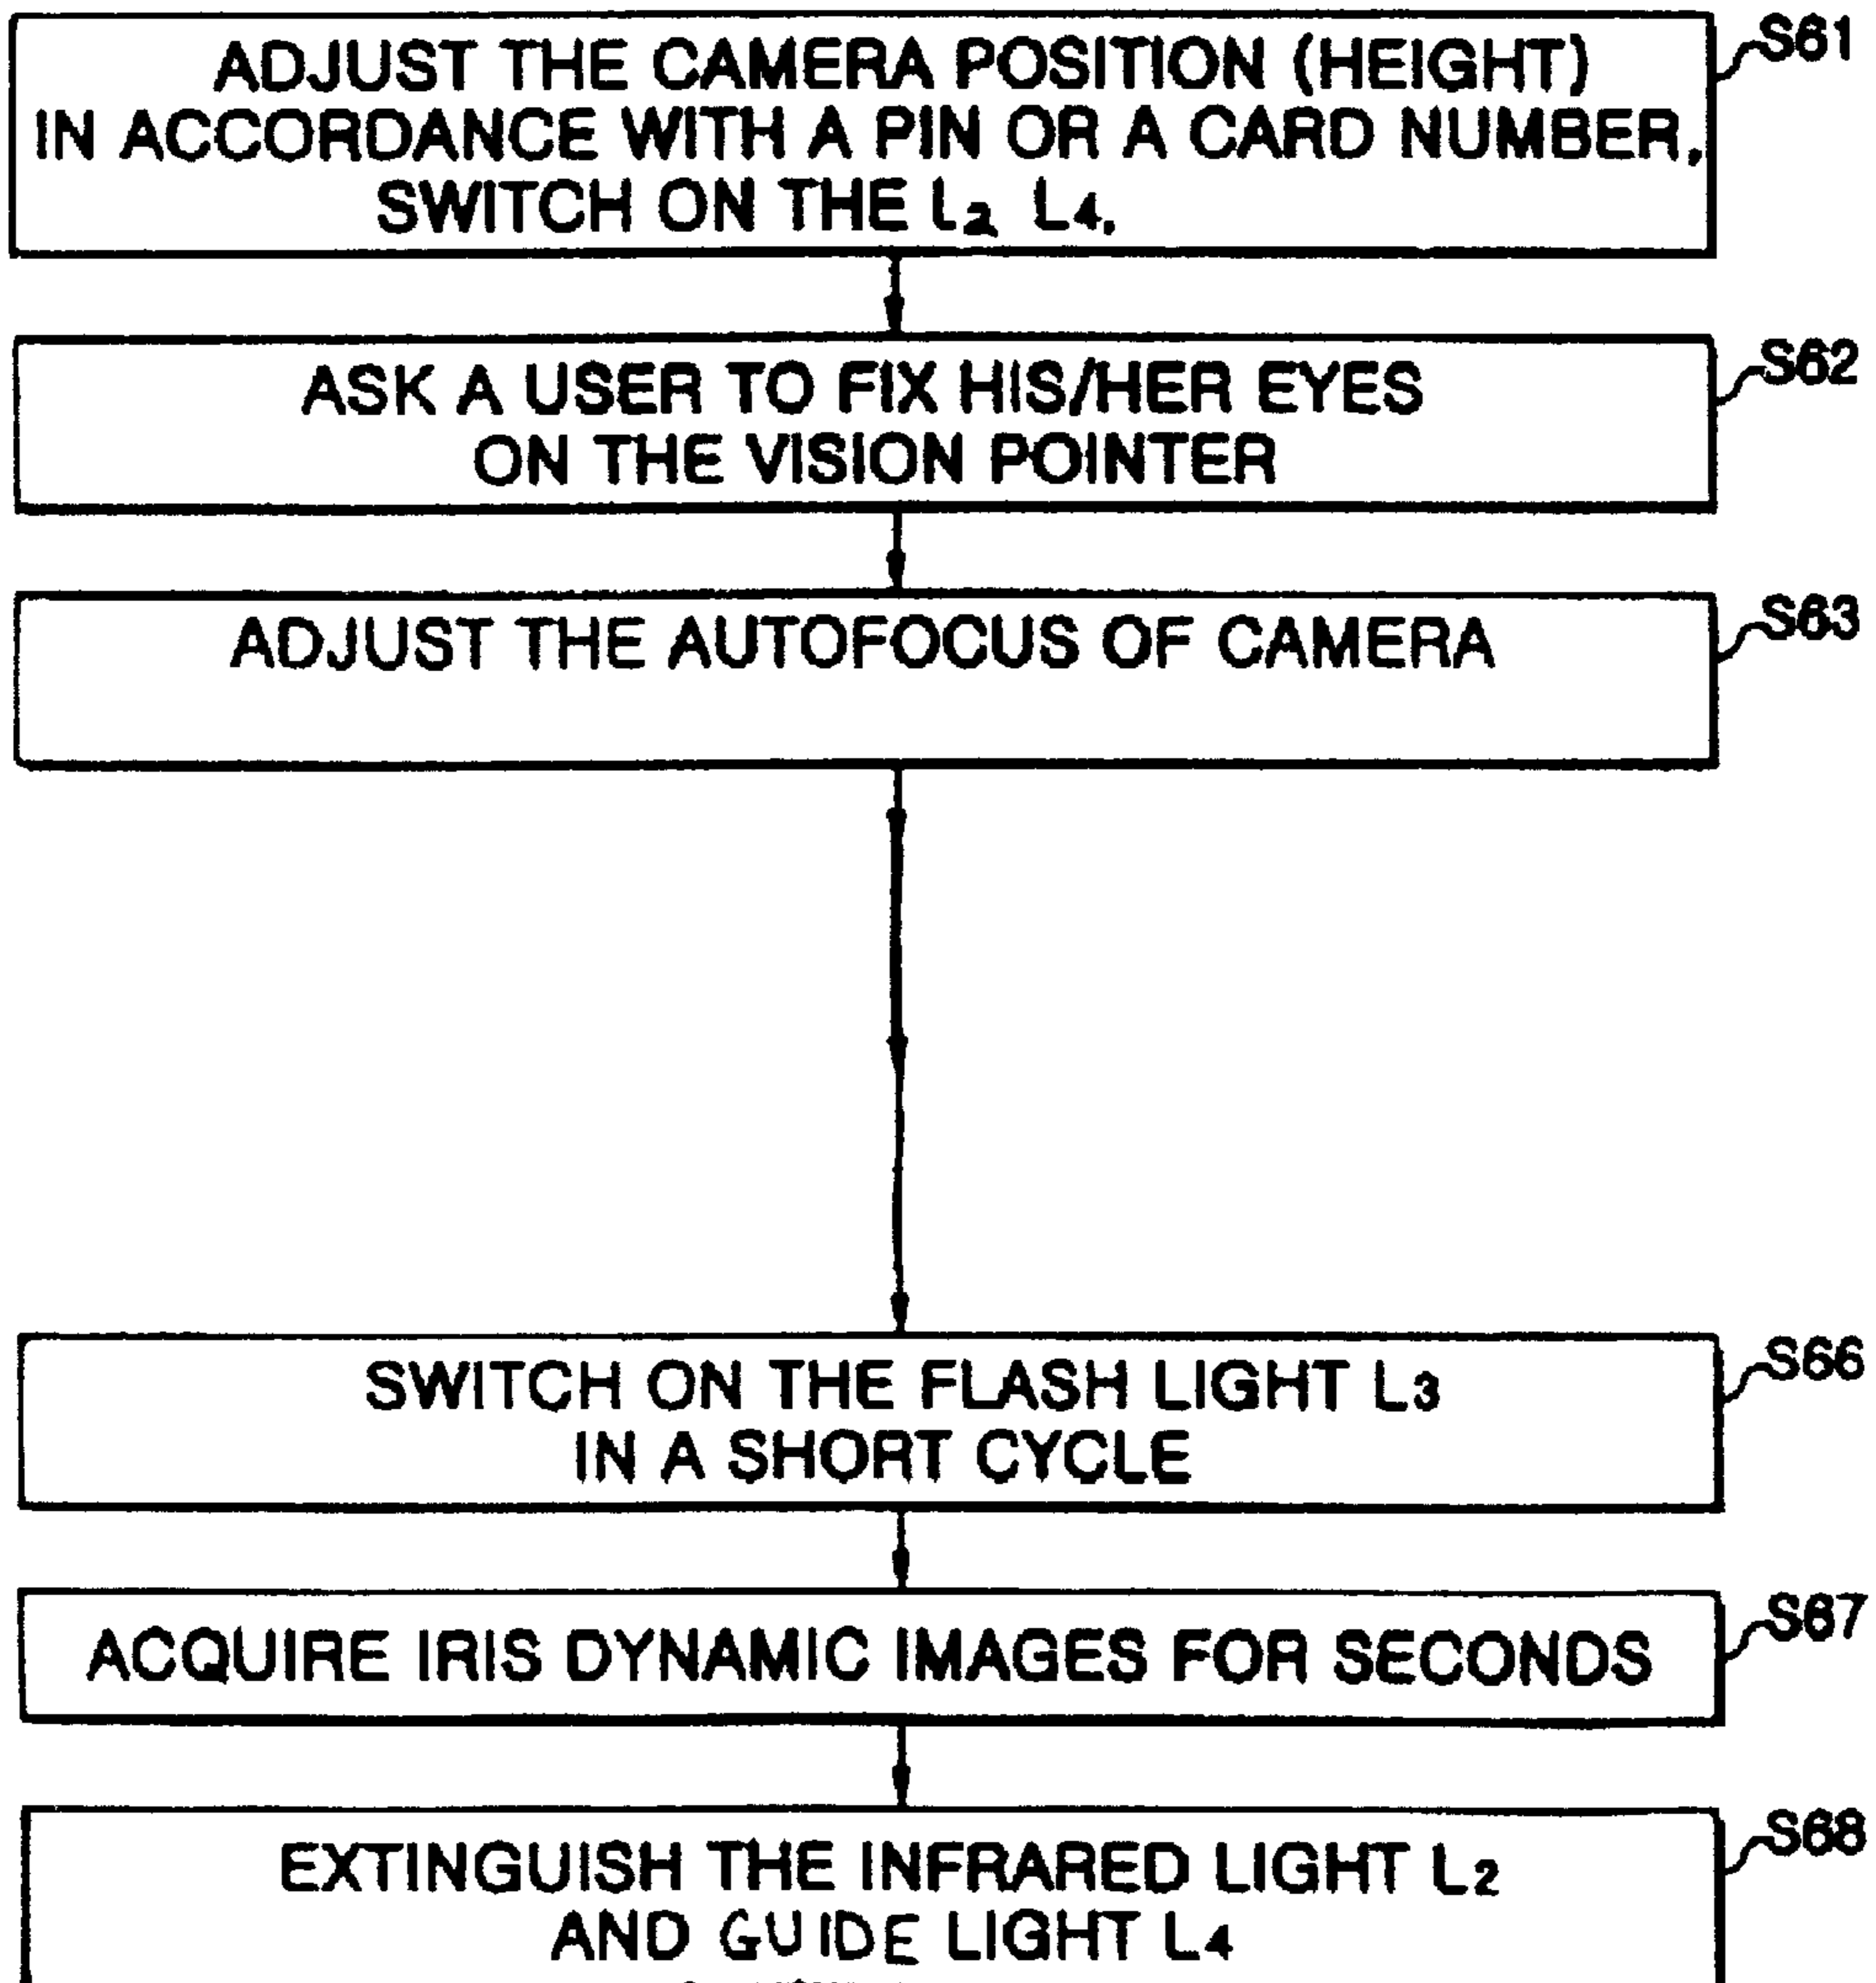 ADJUST THE CAMERA POSITION (HEIGHT)
IN ACCORDANCE WITH A PIN OR A CARD NUMBER,
SWITCH ON THE L2 L4,
S61
ASK A USER TO FIX HIS/HER EYES
ON THE VISION POINTER
S62
ADJUST THE AUTOFOCUS OF CAMERA
S63
SWITCH ON THE FLASH LIGHT L3
IN A SHORT CYCLE
S66
ACQUIRE IRIS DYNAMIC IMAGES FOR SECONDS
S67
EXTINGUISH THE INFRARED LIGHT L2
AND GUIDE LIGHT L4
S68